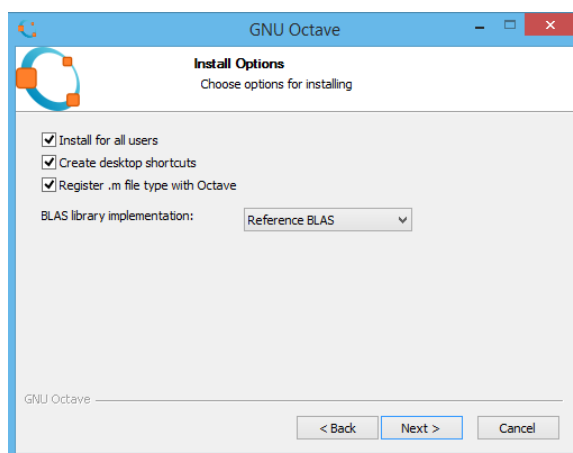 GNU Octave
Install Options
Choose options for installing
Install for all users
Create desktop shortcuts
Register .m file type with Octave
BLAS library implementation: Reference BLAS
GNU Octave
< Back Next > Cancel